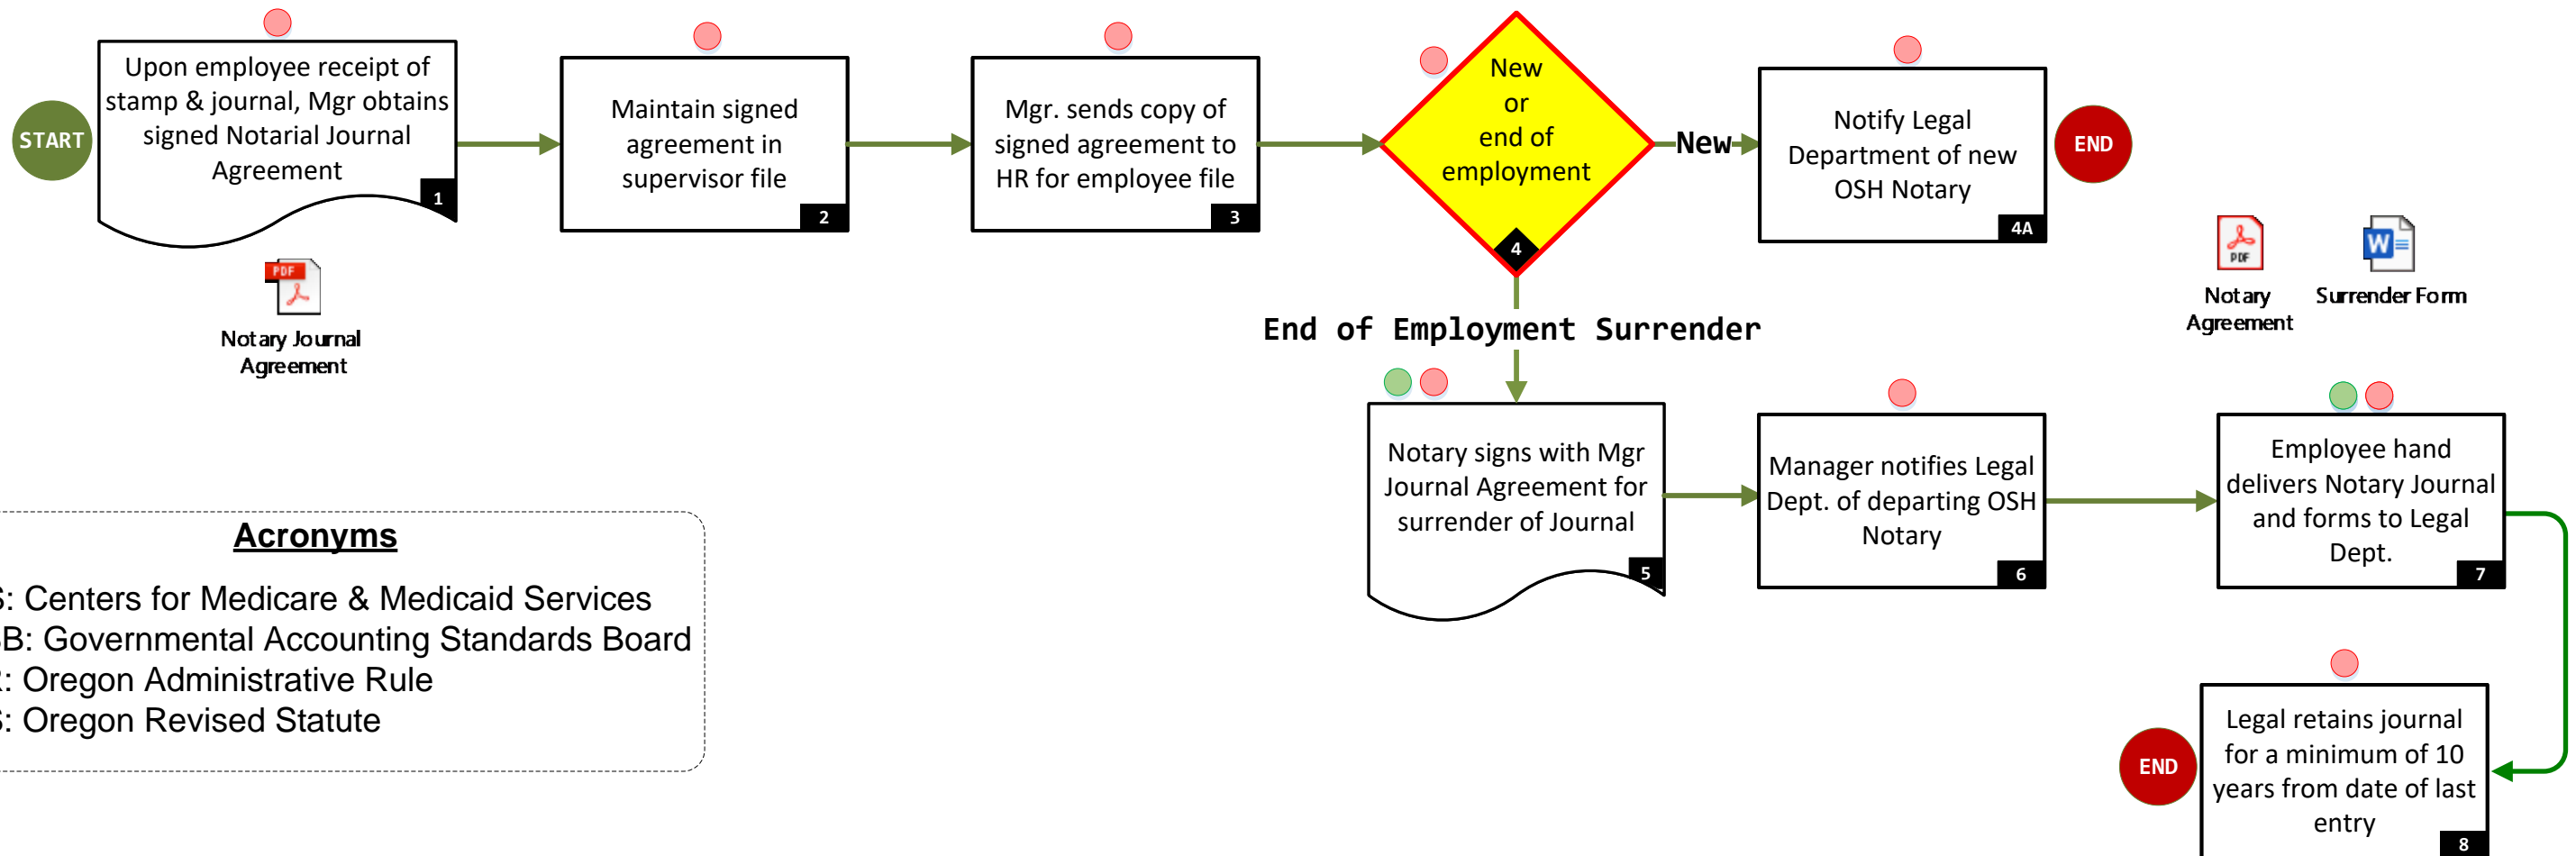 START
Upon employee receipt of
stamp & journal, Mgr obtains
signed Notarial Journal
Agreement
1
PDF
Notary Journal
Agreement
Maintain signed
agreement in
supervisor file
2
Mgr. sends copy of
signed agreement to
HR for employee file
3
New
or
end of
employment
4
New
Notify Legal
Department of new
OSH Notary
4A
END
PDF
Notary
Agreement
W
Surrender Form
End of Employment Surrender
Notary signs with Mgr
Journal Agreement for
surrender of Journal
5
Manager notifies Legal
Dept. of departing OSH
Notary
6
Employee hand
delivers Notary Journal
and forms to Legal
Dept.
7
Legal retains journal
for a minimum of 10
years from date of last
entry
8
END
Acronyms
S: Centers for Medicare & Medicaid Services
B: Governmental Accounting Standards Board
: Oregon Administrative Rule
S: Oregon Revised Statute